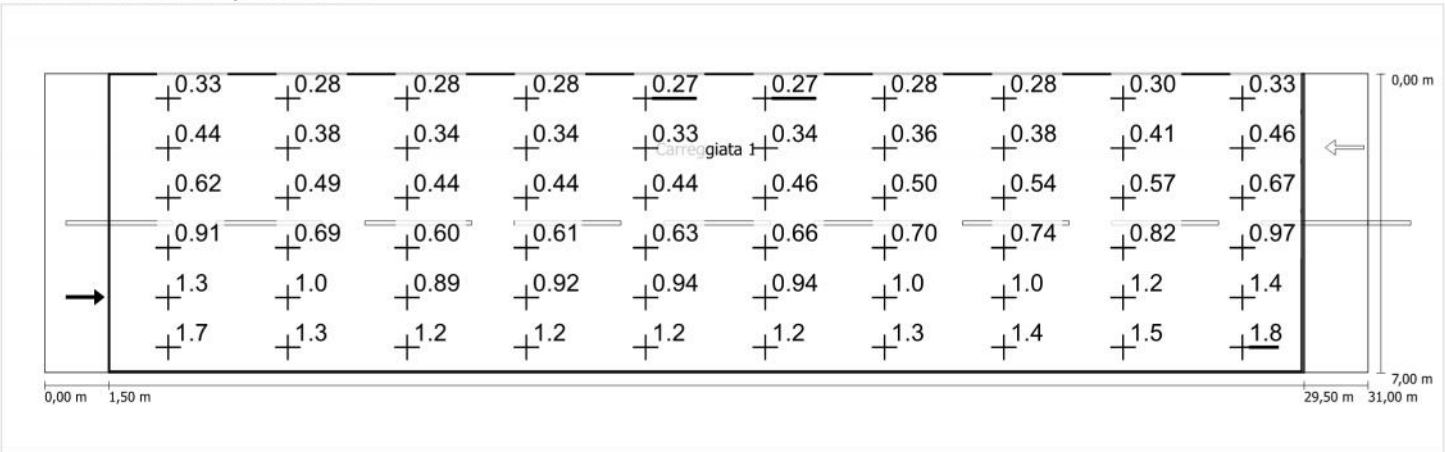 0.33 0.28 0.28 0.28 0.27 0.27 0.28 0.28 0.30 0.33
0,00 m
0.44 0.38 0.34 0.34 0.33 0.34 0.36 0.38 0.41 0.46
Carreggiata 1
0.62 0.49 0.44 0.44 0.44 0.46 0.50 0.54 0.57 0.67
0.91 0.69 0.60 0.61 0.63 0.66 0.70 0.74 0.82 0.97
1.3 1.0 0.89 0.92 0.94 0.94 1.0 1.0 1.2 1.4
1.7 1.3 1.2 1.2 1.2 1.2 1.3 1.4 1.5 1.8
7,00 m
0,00 m 1,50 m 29,50 m 31,00 m